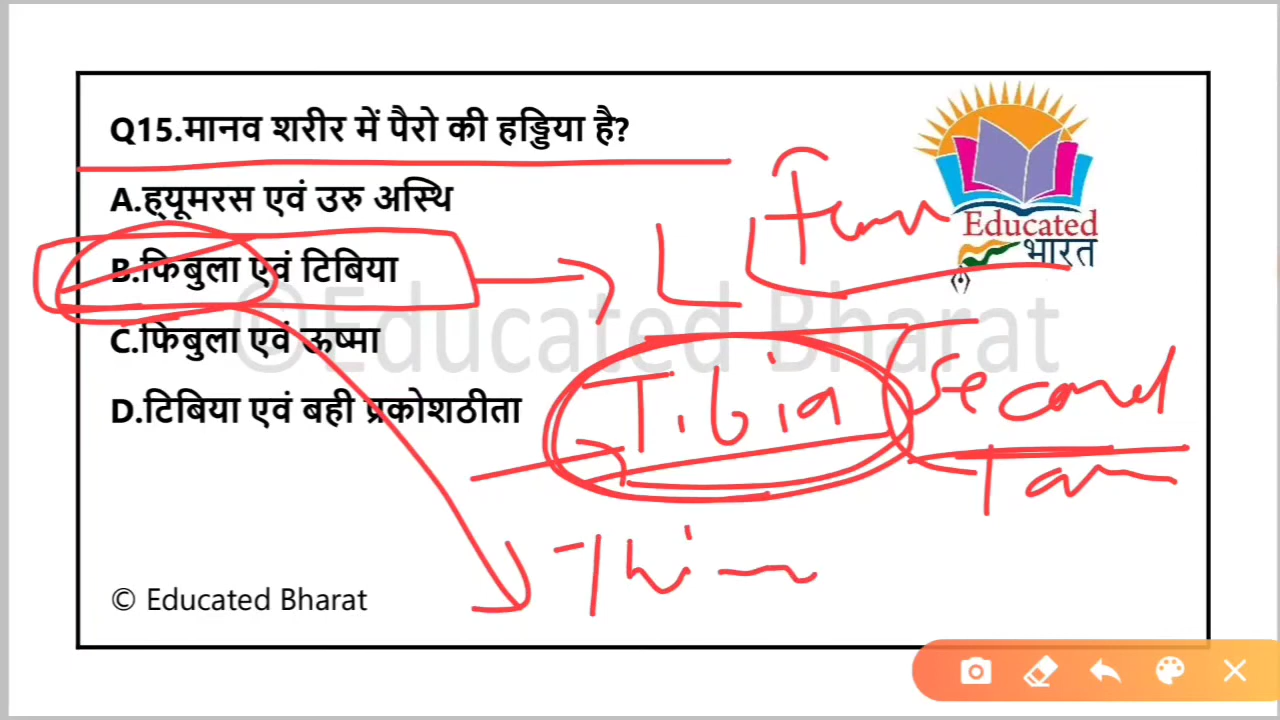 Q15.मानव शरीर में पैरो की हड्डिया है?
A.ह्यूमरस एवं उरु अस्थि
B.फिबुला एवं टिबिया
C.फिबुला एवं ऊष्मा
D.टिबिया एवं बही प्रकोशठीता
Educated
भारत
©Educated Bharat
Tibia
Second
Thin
© Educated Bharat